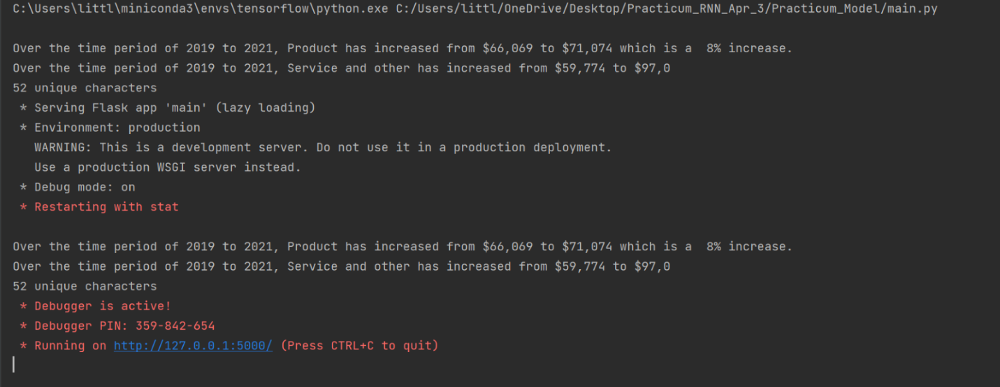 C:\Users\littl\miniconda3\envs\tensorflow\python.exe C:/Users/littl/OneDrive/Desktop/Practicum_RNN_Apr_3/Practicum_Model/main.py
Over the time period of 2019 to 2021, Product has increased from $66,069 to $71,074 which is a  8% increase.
Over the time period of 2019 to 2021, Service and other has increased from $59,774 to $97,0
52 unique characters
* Serving Flask app 'main' (lazy loading)
* Environment: production
WARNING: This is a development server. Do not use it in a production deployment.
Use a production WSGI server instead.
* Debug mode: on
* Restarting with stat
Over the time period of 2019 to 2021, Product has increased from $66,069 to $71,074 which is a  8% increase.
Over the time period of 2019 to 2021, Service and other has increased from $59,774 to $97,0
52 unique characters
* Debugger is active!
* Debugger PIN: 359-842-654
* Running on http://127.0.0.1:5000/ (Press CTRL+C to quit)